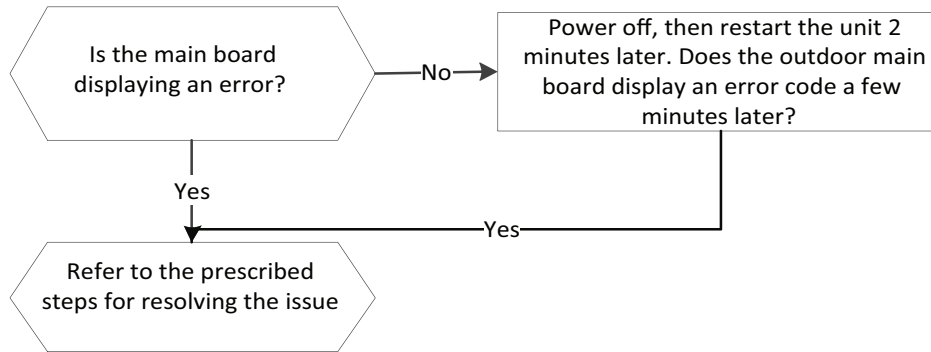 Is the main board
displaying an error?
No
Power off, then restart the unit 2
minutes later. Does the outdoor main
board display an error code a few
minutes later?
Yes
Yes
Refer to the prescribed
steps for resolving the issue